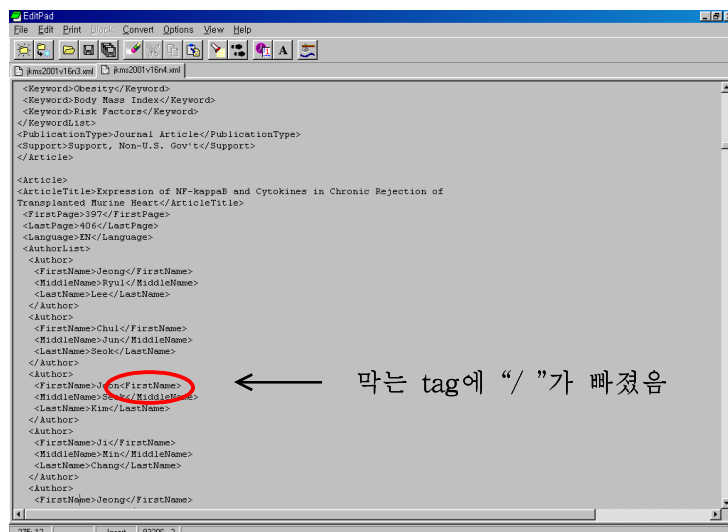 EditPad
File Edit Print Block Convert Options View Help
jkms2001v16n3.xml jkms2001v16n4.xml
<Keyword>Obesity</Keyword>
<Keyword>Body Mass Index</Keyword>
<Keyword>Risk Factors</Keyword>
</KeywordList>
<PublicationType>Journal Article</PublicationType>
<Support>Support, Non-U.S. Gov't</Support>
</Article>
<Article>
<ArticleTitle>Expression of NF-kappaB and Cytokines in Chronic Rejection of
Transplanted Murine Heart</ArticleTitle>
<FirstPage>397</FirstPage>
<LastPage>406</LastPage>
<Language>EN</Language>
<AuthorList>
<Author>
<FirstName>Jeong</FirstName>
<MiddleName>Ryul</MiddleName>
<LastName>Lee</LastName>
</Author>
<Author>
<FirstName>Chul</FirstName>
<MiddleName>Jun</MiddleName>
<LastName>Seok</LastName>
</Author>
<Author>
<FirstName>Joon<FirstName>
<MiddleName>Seok</MiddleName>
<LastName>Kim</LastName>
</Author>
<Author>
<FirstName>Ji</FirstName>
<MiddleName>Min</MiddleName>
<LastName>Chang</LastName>
</Author>
<Author>
<FirstName>Jeong</FirstName>
막는 tag에 “/ ”가 빠졌음